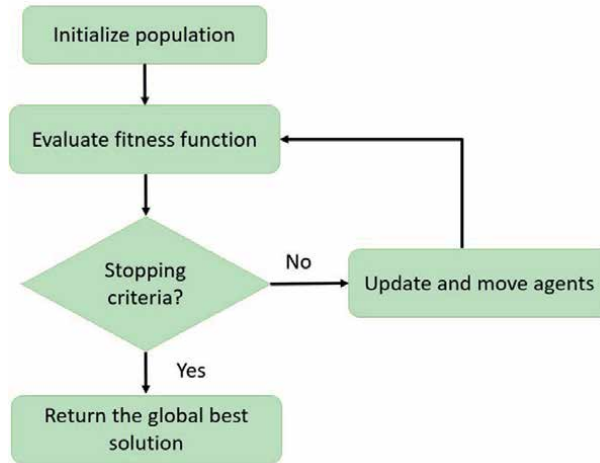 Initialize population
Evaluate fitness function
Stopping
criteria?
No
Update and move agents
Yes
Return the global best
solution